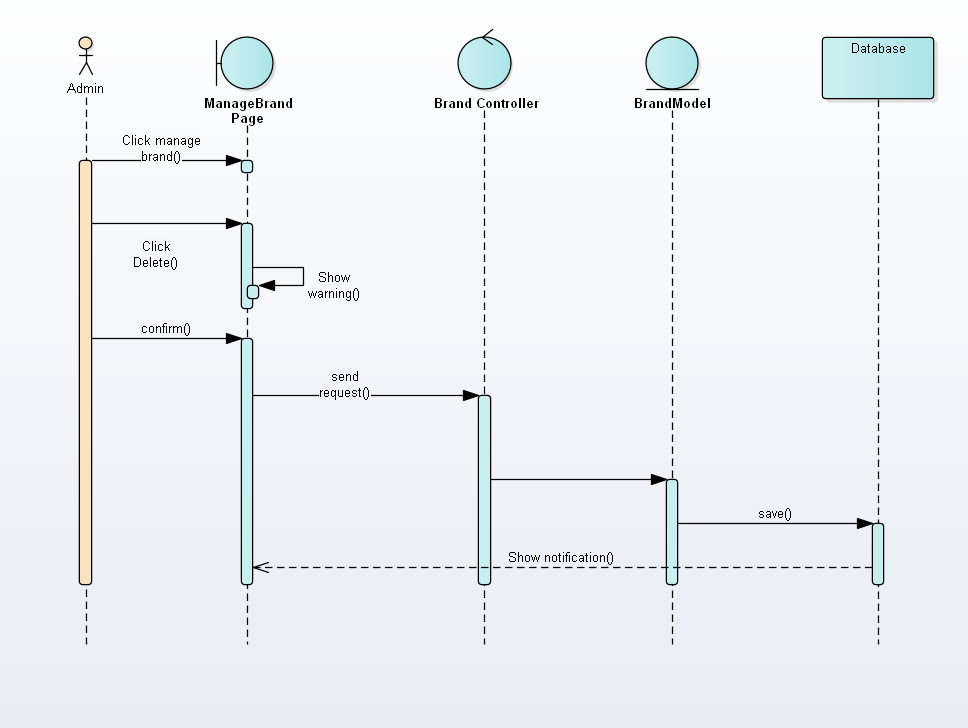 Admin
ManageBrand
Page
Brand Controller
BrandModel
Database
Click manage
brand()
Click
Delete()
Show
warning()
confirm()
send
request()
save()
Show notification()